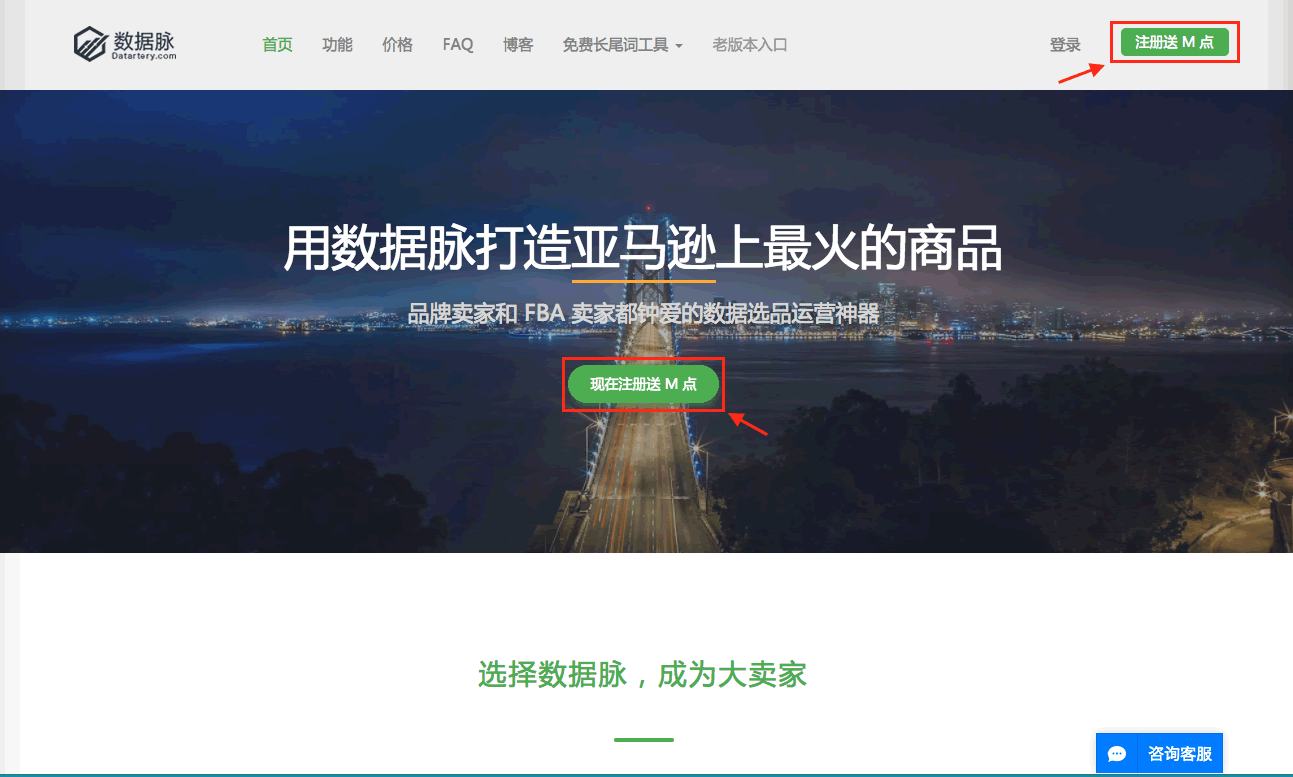 数据脉
Datartery.com
首页 功能 价格 FAQ 博客 免费长尾词工具 老版本入口 登录 注册送 M 点
用数据脉打造亚马逊上最火的商品
品牌卖家和 FBA 卖家都钟爱的数据选品运营神器
现在注册送 M 点
选择数据脉，成为大卖家
咨询客服